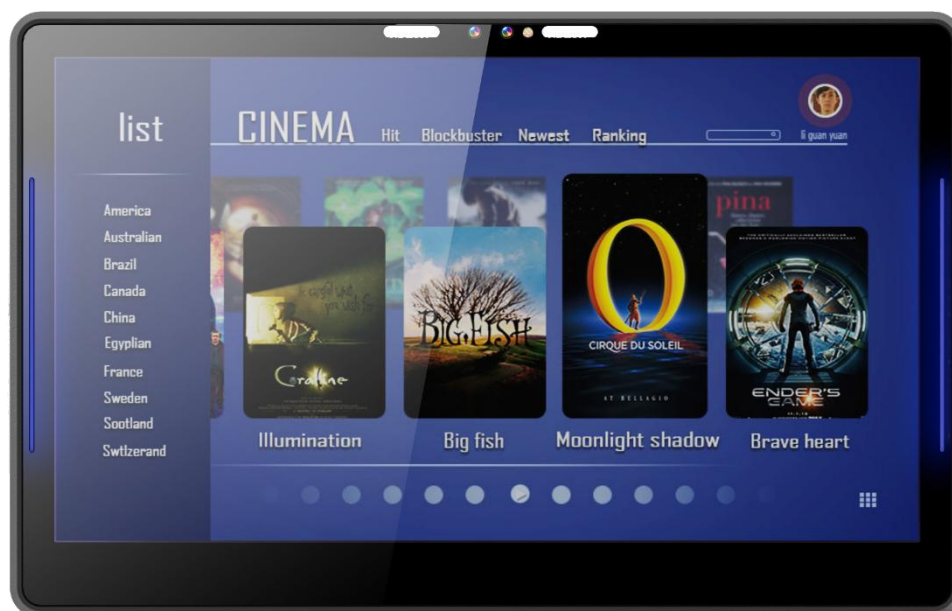 list
CINEMA
Hit
Blockbuster
Newest
Ranking
li guan yuan
America
Australian
Brazil
Canada
China
Egyplian
France
Sweden
Sootland
Swtlzerand
pina
Coraline
BIG FISH
CIRQUE DU SOLEIL
AT BELLAGIO
ENDER'S
GAME
Illumination
Big fish
Moonlight shadow
Brave heart